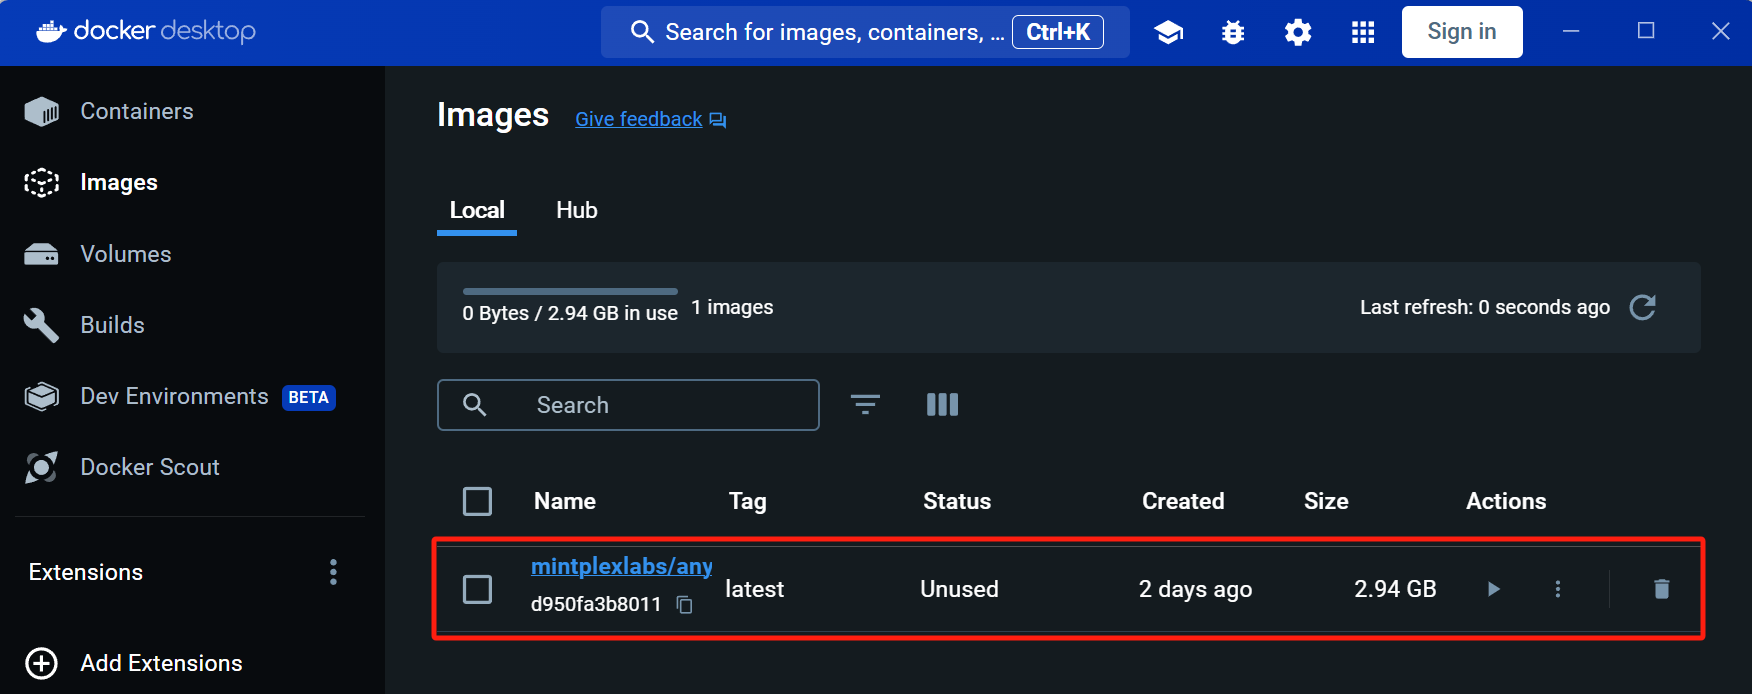 docker desktop
Search for images, containers, ...
Ctrl+K
Sign in
Containers
Images
Volumes
Builds
Dev Environments
BETA
Docker Scout
Extensions
Add Extensions
Images
Give feedback
Local
Hub
0 Bytes / 2.94 GB in use
1 images
Last refresh: 0 seconds ago
Search
Name
Tag
Status
Created
Size
Actions
mintplexlabs/any
d950fa3b8011
latest
Unused
2 days ago
2.94 GB